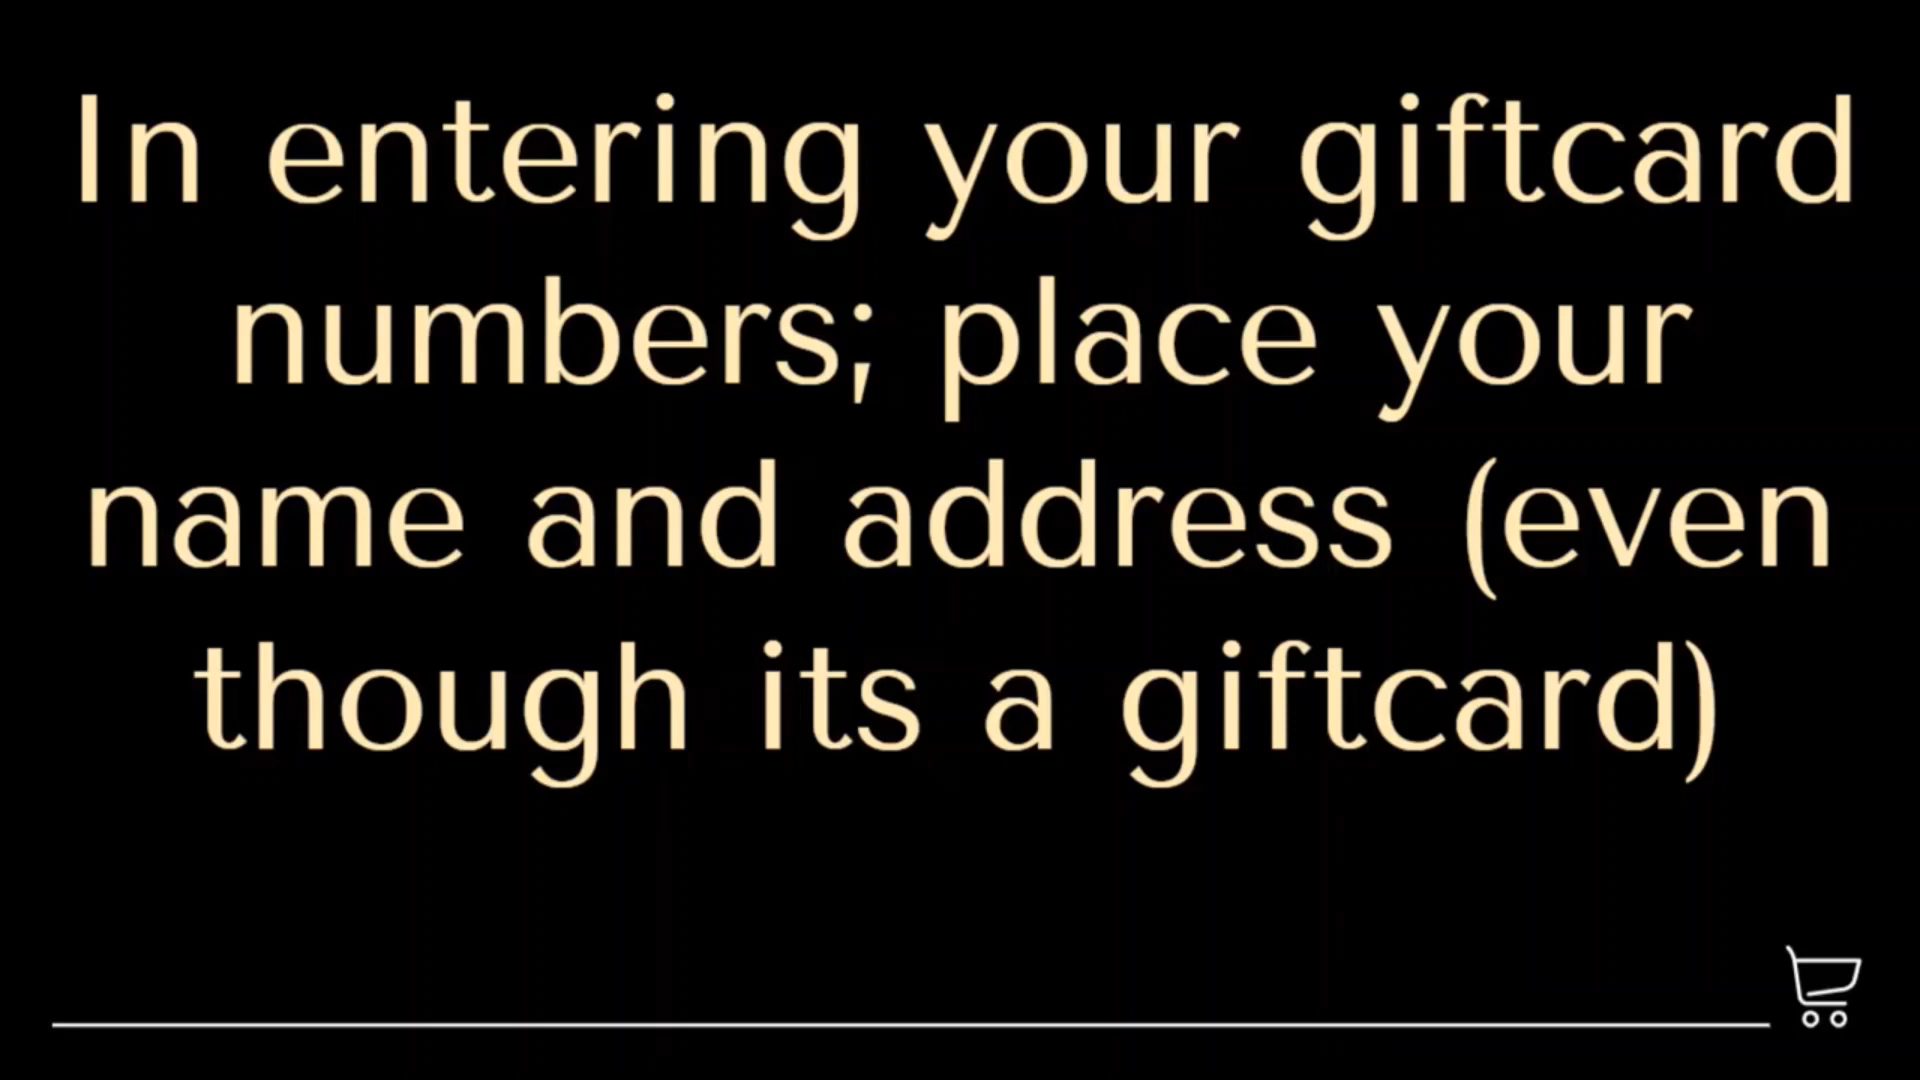 In entering your giftcard
numbers; place your
name and address (even
though its a giftcard)